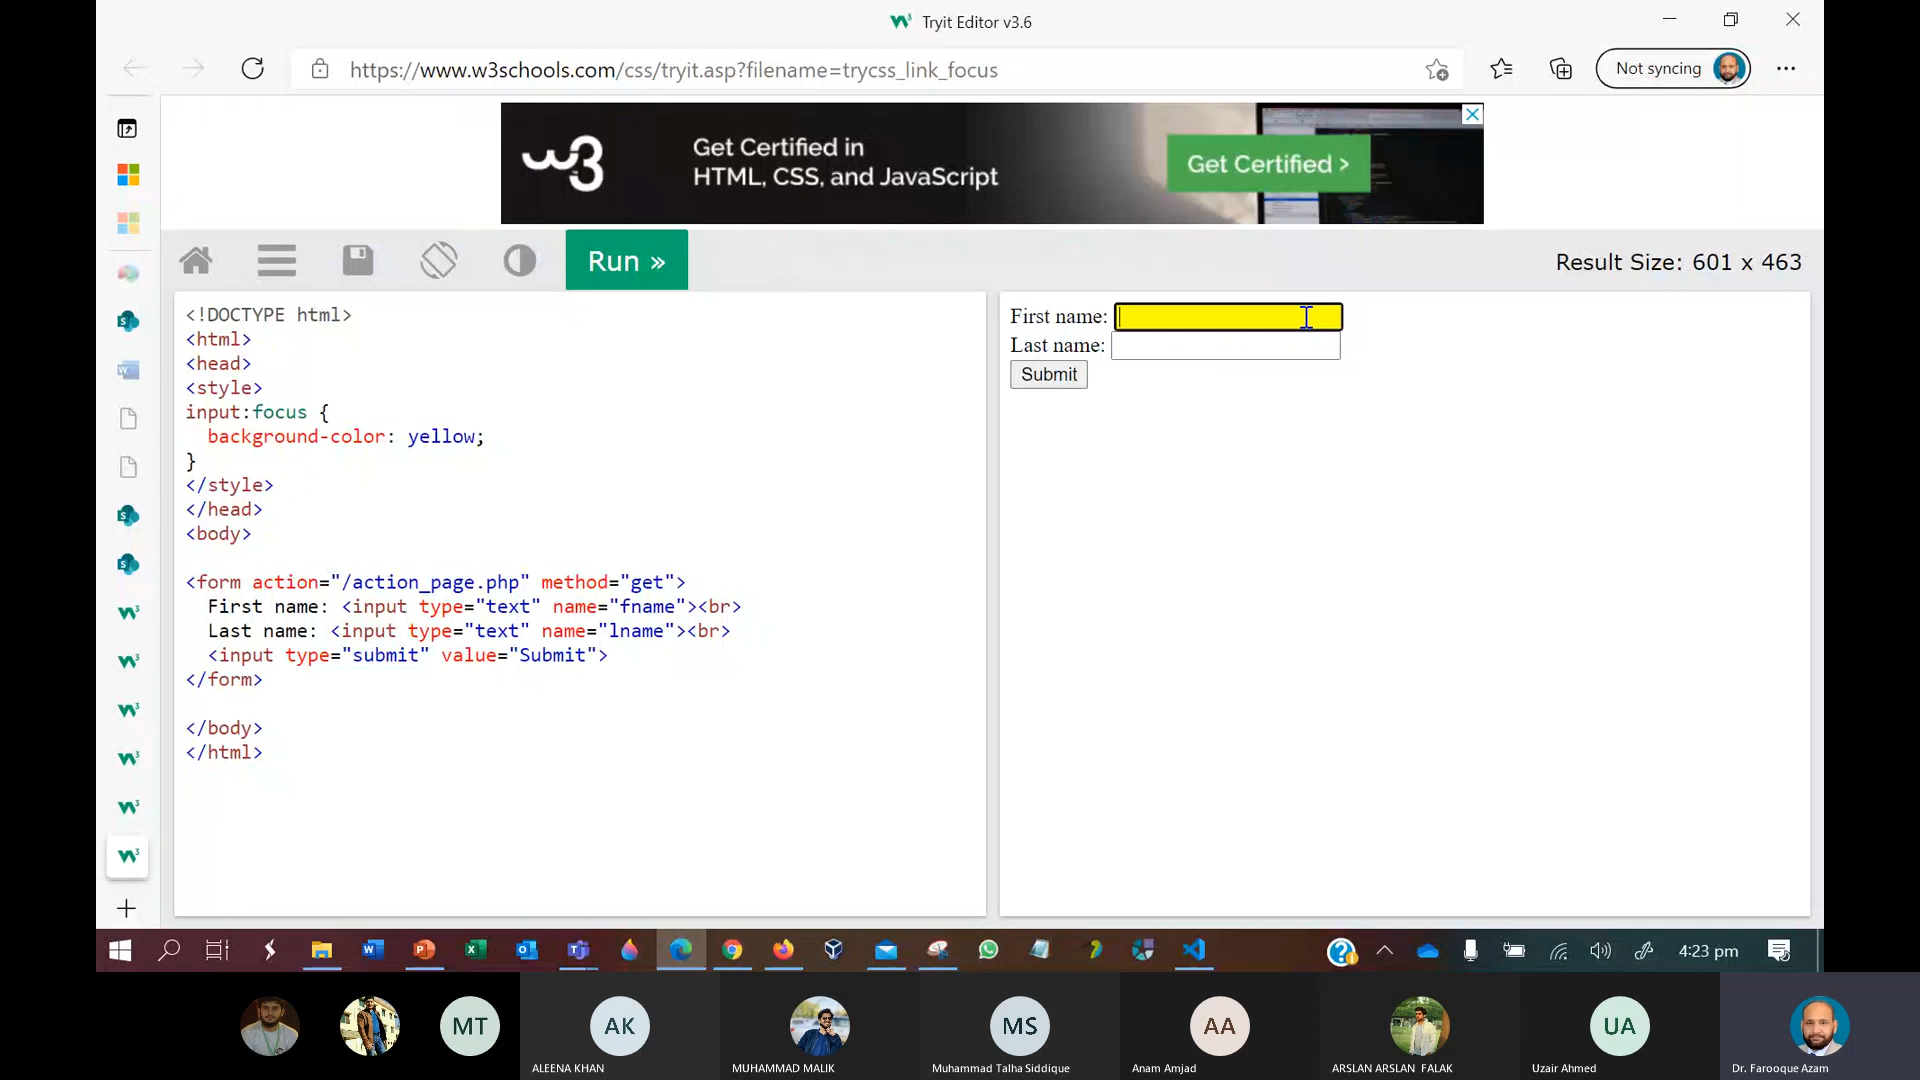 Tryit Editor v3.6
https://www.w3schools.com/css/tryit.asp?filename=trycss_link_focus
Not syncing
w3
Get Certified in
HTML, CSS, and JavaScript
Get Certified >
Run »
Result Size: 601 x 463
<!DOCTYPE html>
<html>
<head>
<style>
input:focus {
  background-color: yellow;
}
</style>
</head>
<body>
<form action="/action_page.php" method="get">
  First name: <input type="text" name="fname"><br>
  Last name: <input type="text" name="lname"><br>
  <input type="submit" value="Submit">
</form>
</body>
</html>
First name:
Last name:
Submit
4:23 pm
MT
AK
MS
AA
UA
ALEENA KHAN
MUHAMMAD MALIK
Muhammad Talha Siddique
Anam Amjad
ARSLAN ARSLAN FALAK
Uzair Ahmed
Dr. Farooque Azam